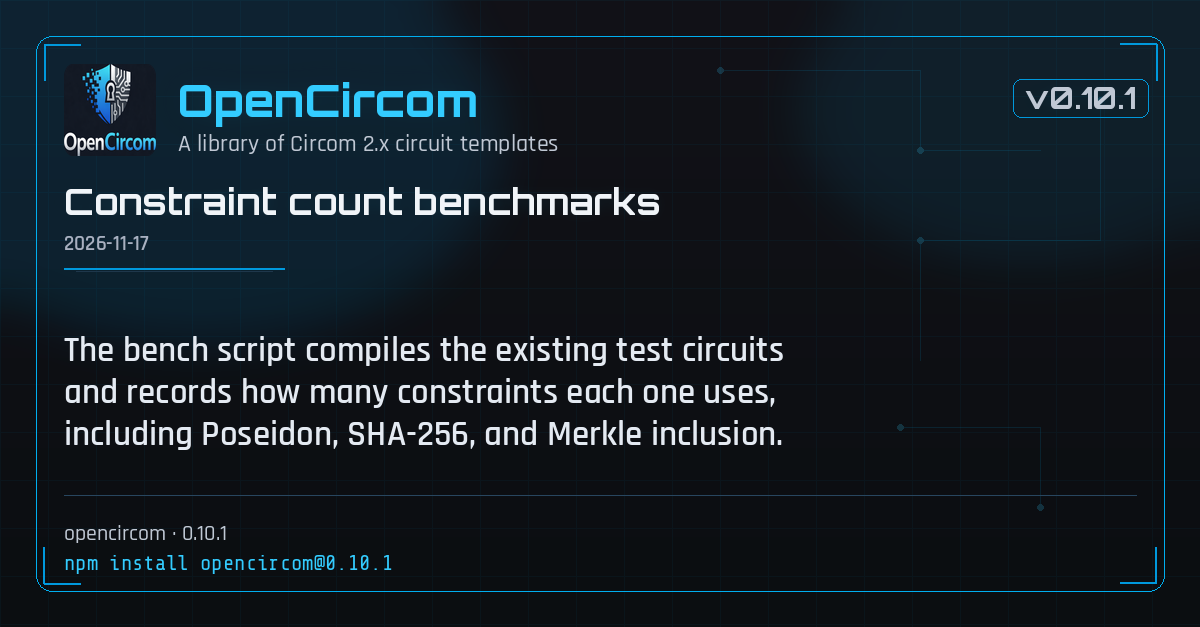 OpenCircom
OpenCircom
A library of Circom 2.x circuit templates
v0.10.1
Constraint count benchmarks
2026-11-17
The bench script compiles the existing test circuits
and records how many constraints each one uses,
including Poseidon, SHA-256, and Merkle inclusion.
opencircom · 0.10.1
npm install opencircom@0.10.1